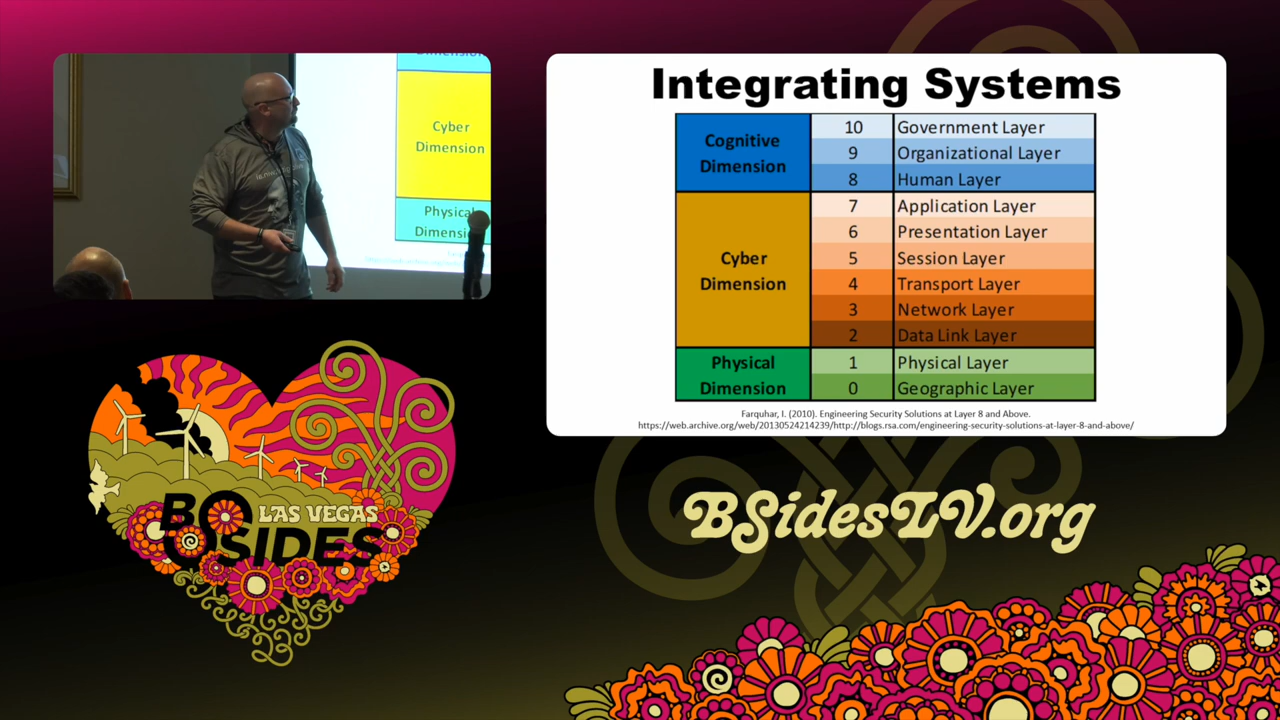 Dimension
Cyber
Dimension
Physical
Dimensi
Integrating Systems
Cognitive
Dimension
10 Government Layer
9 Organizational Layer
8 Human Layer
Cyber
Dimension
7 Application Layer
6 Presentation Layer
5 Session Layer
4 Transport Layer
3 Network Layer
2 Data Link Layer
Physical
Dimension
1 Physical Layer
0 Geographic Layer
Farquhar, I. (2010). Engineering Security Solutions at Layer 8 and Above.
https://web.archive.org/web/20130524214239/http://blogs.rsa.com/engineering-security-solutions-at-layer-8-and-above/
LAS VEGAS
BSIDES
BSidesLV.org